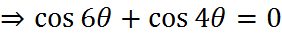 ⇒ cos 6θ + cos 4θ = 0